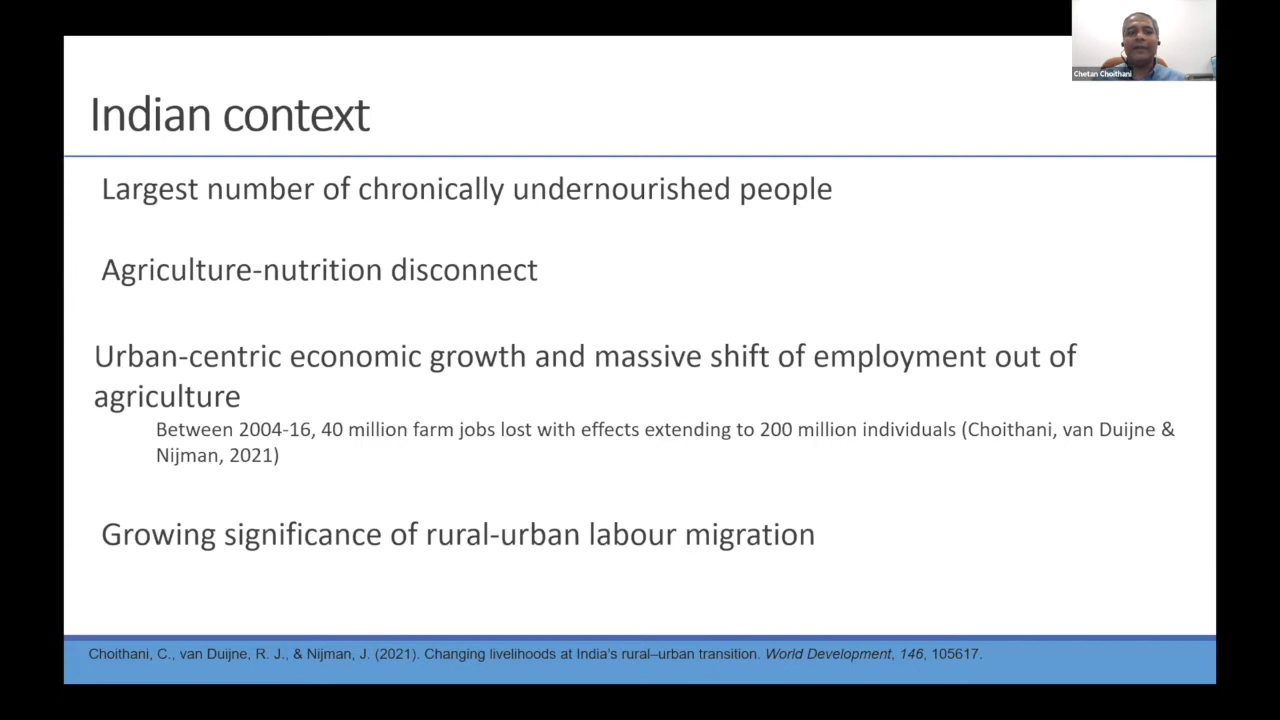 Chetan Choithani
Indian context
Largest number of chronically undernourished people
Agriculture-nutrition disconnect
Urban-centric economic growth and massive shift of employment out of
agriculture
Between 2004-16, 40 million farm jobs lost with effects extending to 200 million individuals (Choithani, van Duijne &
Nijman, 2021)
Growing significance of rural-urban labour migration
Choithani, C., van Duijne, R. J., & Nijman, J. (2021). Changing livelihoods at India's rural–urban transition. World Development, 146, 105617.